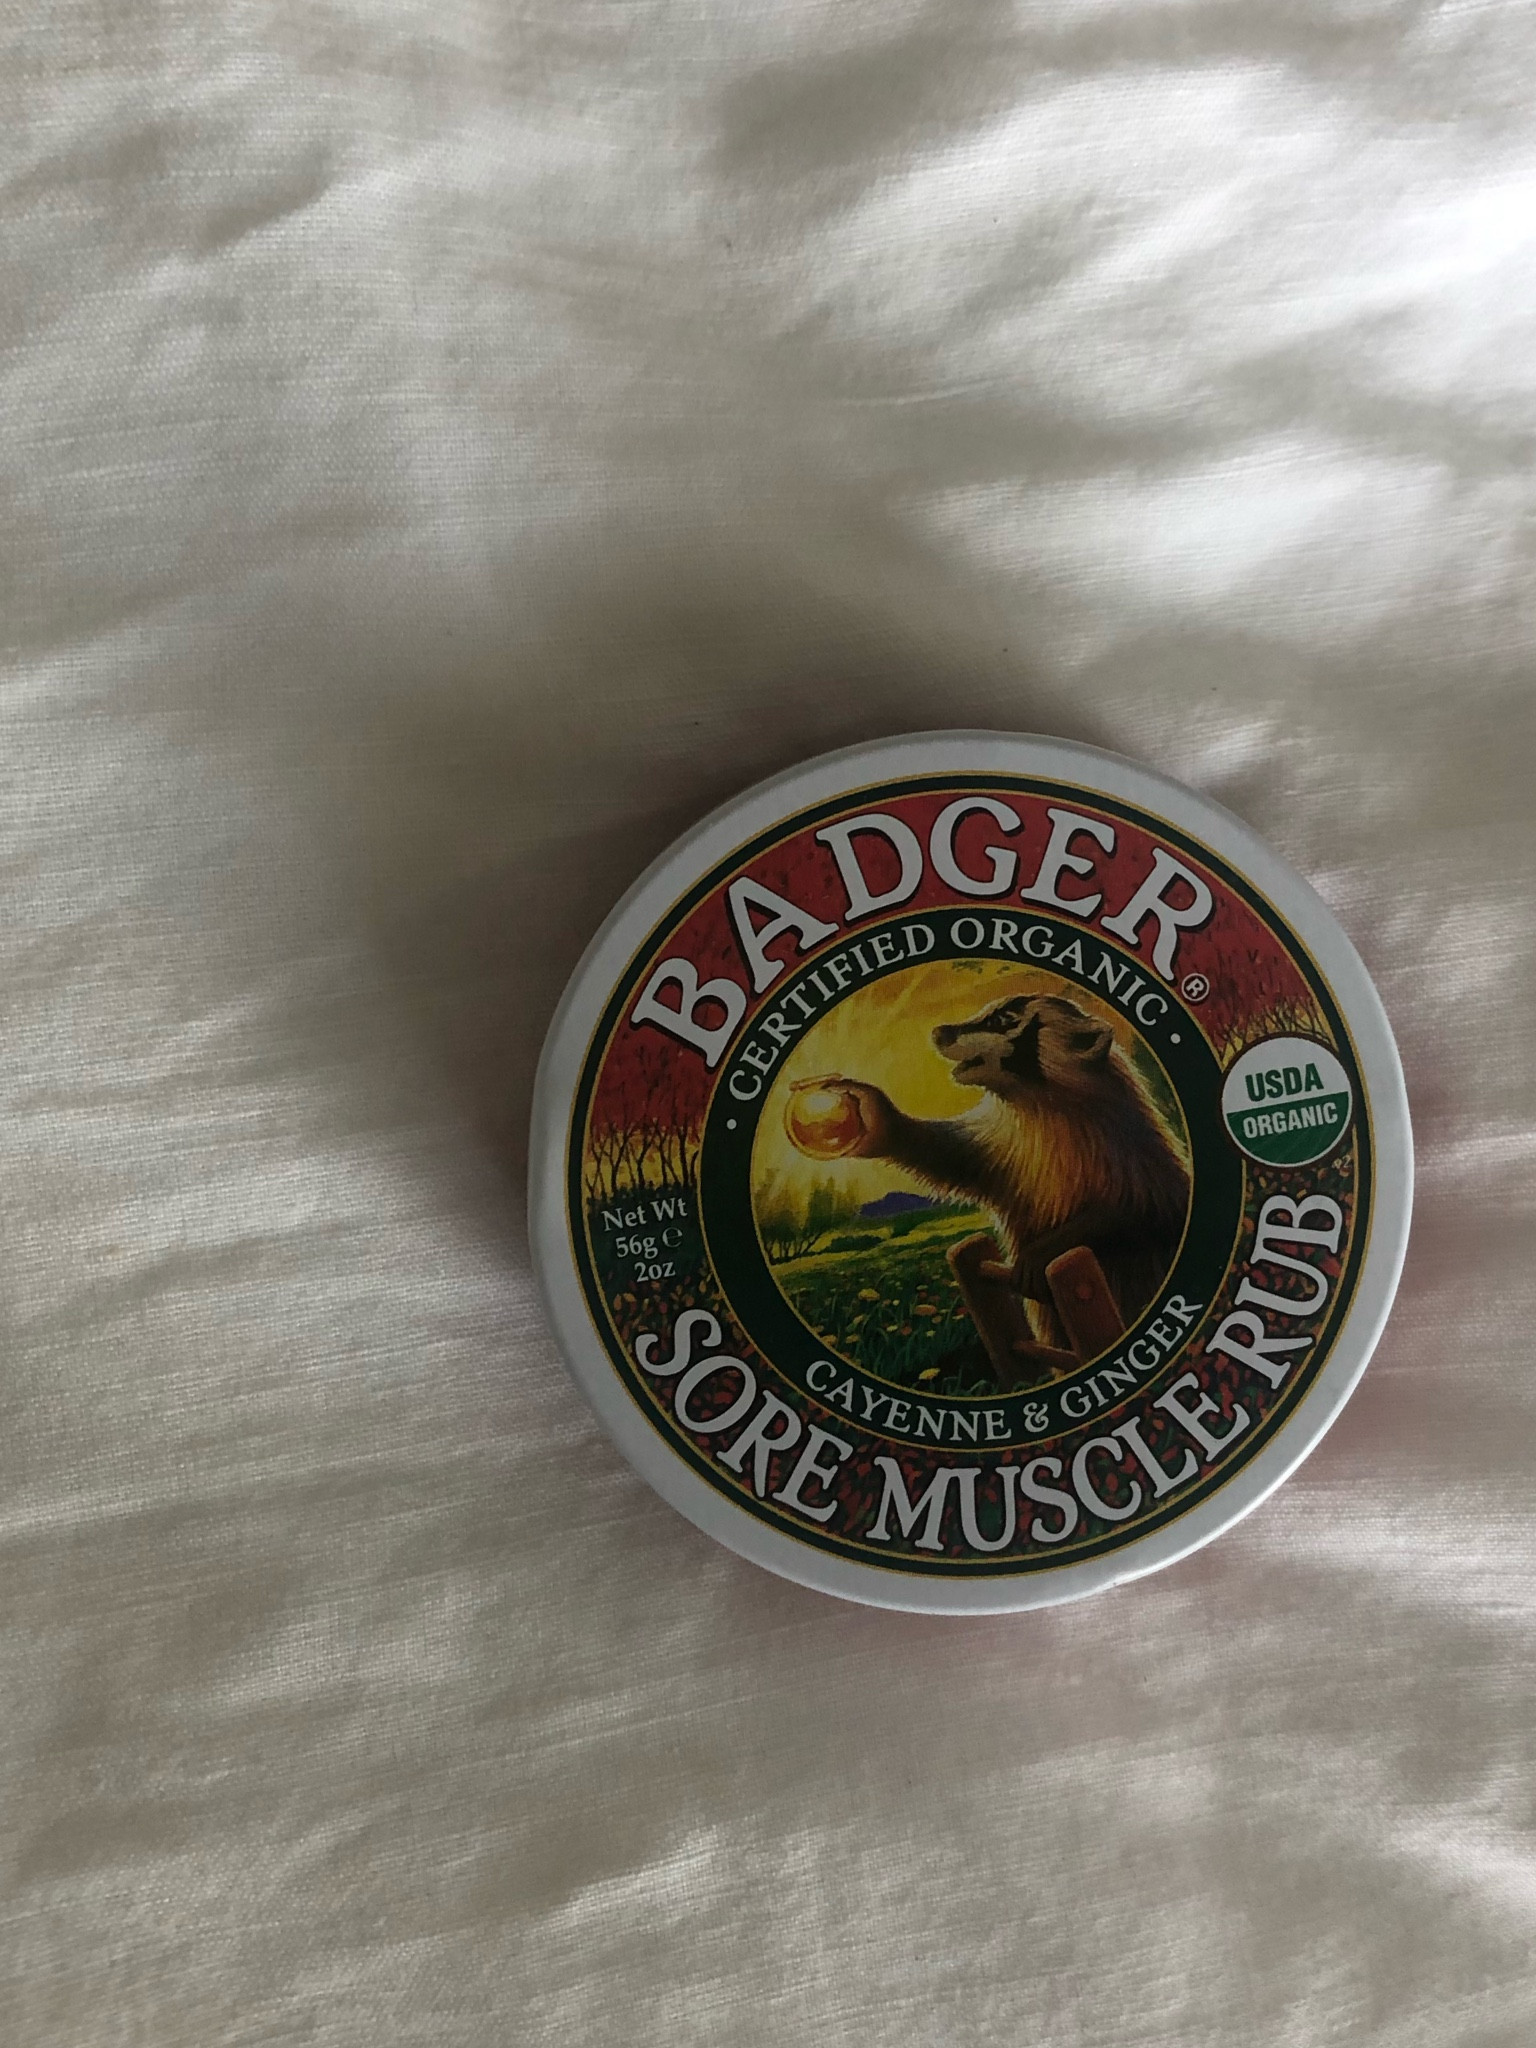 BADGER®
· CERTIFIED ORGANIC ·
USDA
ORGANIC
Net Wt
56g ℮
2oz
CAYENNE & GINGER
SORE MUSCLE RUB